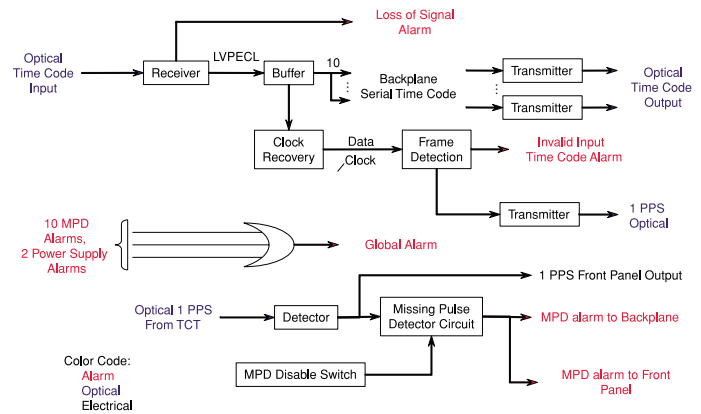 Loss of Signal
Alarm
Optical
Time Code
Input
Receiver
LVPECL
Buffer
10
Backplane
Serial Time Code
Transmitter
Transmitter
Optical
Time Code
Output
Clock
Recovery
Data
Clock
Frame
Detection
Invalid Input
Time Code Alarm
Transmitter
1 PPS
Optical
10 MPD
Alarms,
2 Power Supply
Alarms
Global Alarm
1 PPS Front Panel Output
Optical 1 PPS
From TCT
Detector
Missing Pulse
Detector Circuit
MPD alarm to Backplane
MPD Disable Switch
MPD alarm to Front
Panel
Color Code:
Alarm
Optical
Electrical